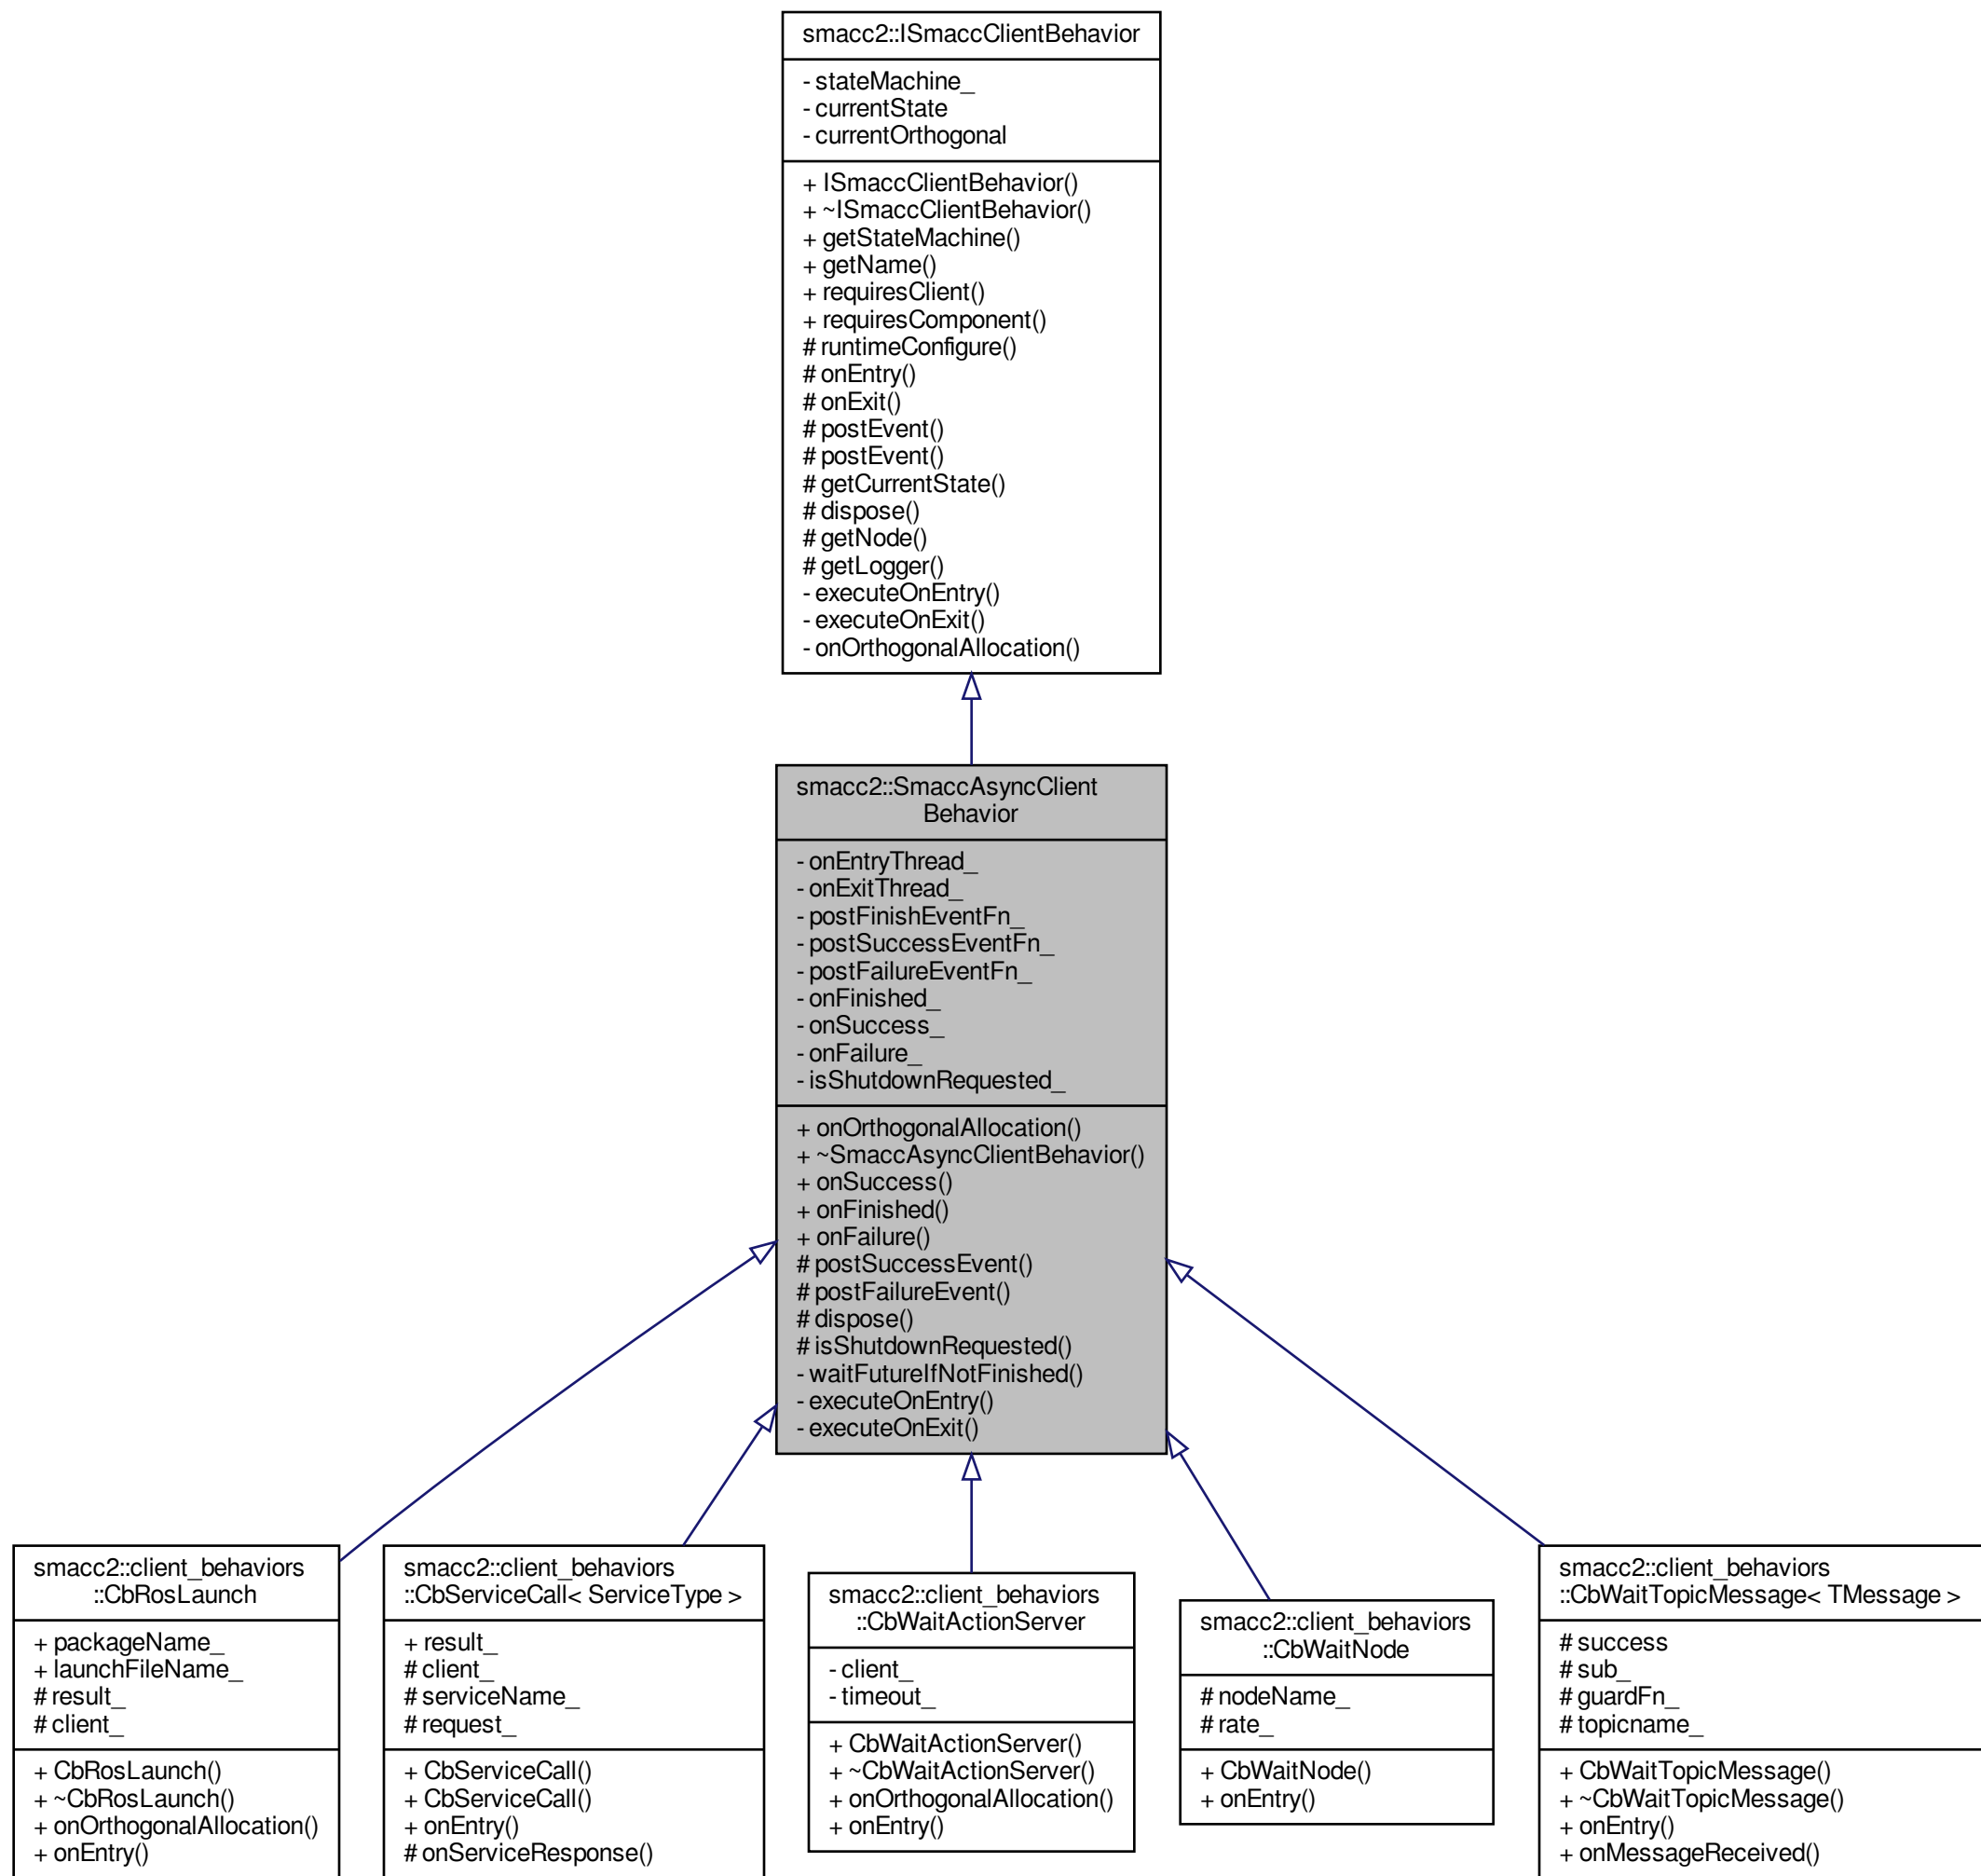 smacc2::ISmaccClientBehavior
- stateMachine_
- currentState
- currentOrthogonal
+ ISmaccClientBehavior()
+ ~ISmaccClientBehavior()
+ getStateMachine()
+ getName()
+ requiresClient()
+ requiresComponent()
# runtimeConfigure()
# onEntry()
# onExit()
# postEvent()
# postEvent()
# getCurrentState()
# dispose()
# getNode()
# getLogger()
- executeOnEntry()
- executeOnExit()
- onOrthogonalAllocation()
smacc2::SmaccAsyncClient
Behavior
- onEntryThread_
- onExitThread_
- postFinishEventFn_
- postSuccessEventFn_
- postFailureEventFn_
- onFinished_
- onSuccess_
- onFailure_
- isShutdownRequested_
+ onOrthogonalAllocation()
+ ~SmaccAsyncClientBehavior()
+ onSuccess()
+ onFinished()
+ onFailure()
# postSuccessEvent()
# postFailureEvent()
# dispose()
# isShutdownRequested()
- waitFutureIfNotFinished()
- executeOnEntry()
- executeOnExit()
smacc2::client_behaviors
::CbRosLaunch
+ packageName_
+ launchFileName_
# result_
# client_
+ CbRosLaunch()
+ ~CbRosLaunch()
+ onOrthogonalAllocation()
+ onEntry()
smacc2::client_behaviors
::CbServiceCall< ServiceType >
+ result_
# client_
# serviceName_
# request_
+ CbServiceCall()
+ CbServiceCall()
+ onEntry()
# onServiceResponse()
smacc2::client_behaviors
::CbWaitActionServer
- client_
- timeout_
+ CbWaitActionServer()
+ ~CbWaitActionServer()
+ onOrthogonalAllocation()
+ onEntry()
smacc2::client_behaviors
::CbWaitNode
# nodeName_
# rate_
+ CbWaitNode()
+ onEntry()
smacc2::client_behaviors
::CbWaitTopicMessage< TMessage >
# success
# sub_
# guardFn_
# topicname_
+ CbWaitTopicMessage()
+ ~CbWaitTopicMessage()
+ onEntry()
+ onMessageReceived()